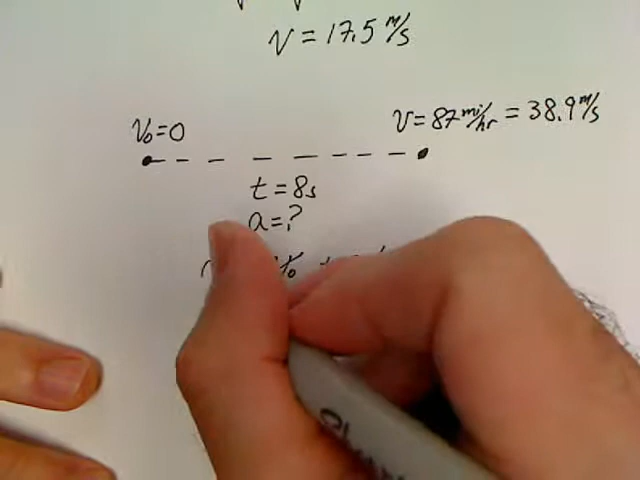 V = 17.5 m/s
V₀=0
V=87 mi/hr = 38.9 m/s
t=8s
a=?